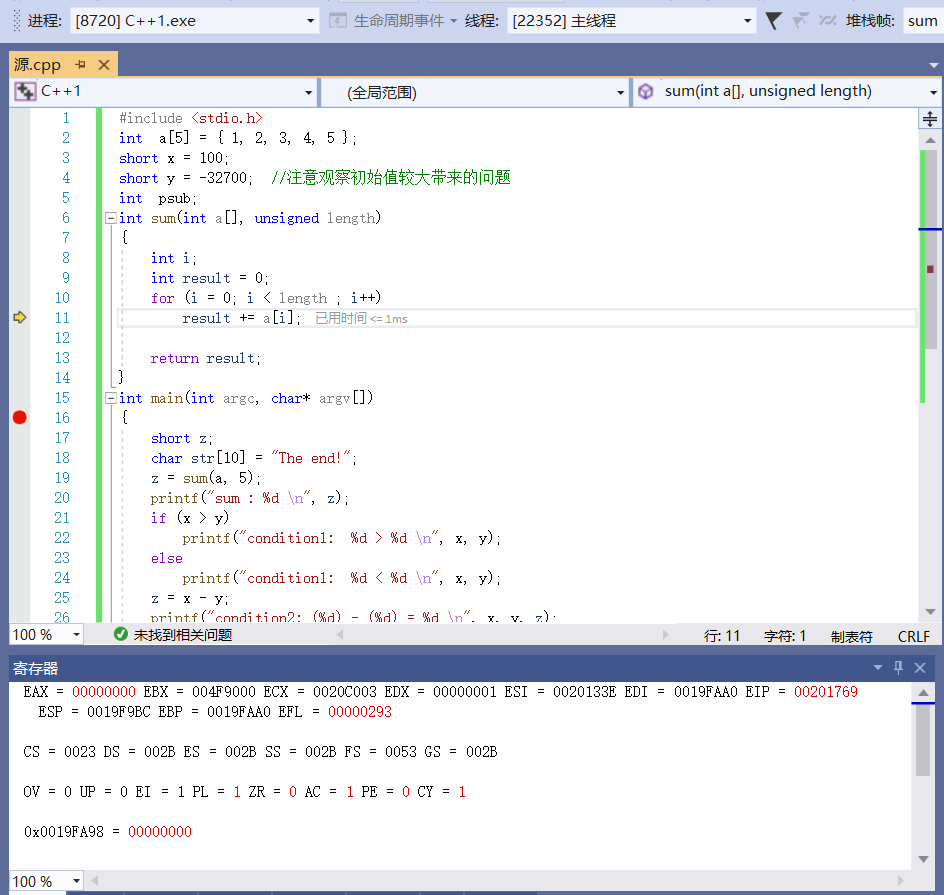 进程: [8720] C++1.exe 生命周期事件 线程: [22352] 主线程 堆栈帧: sum
源.cpp
C++1 (全局范围) sum(int a[], unsigned length)
1 #include <stdio.h>
2 int a[5] = { 1, 2, 3, 4, 5 };
3 short x = 100;
4 short y = -32700; //注意观察初始值较大带来的问题
5 int psub;
6 int sum(int a[], unsigned length)
7 {
8 int i;
9 int result = 0;
10 for (i = 0; i < length ; i++)
11 result += a[i]; 已用时间 <= 1ms
12
13 return result;
14 }
15 int main(int argc, char* argv[])
16 {
17 short z;
18 char str[10] = "The end!";
19 z = sum(a, 5);
20 printf("sum : %d \n", z);
21 if (x > y)
22 printf("condition1: %d > %d \n", x, y);
23 else
24 printf("condition1: %d < %d \n", x, y);
25 z = x - y;
26 printf("condition2: (%d) - (%d) = %d \n", x, y, z);
100 % 未找到相关问题 行: 11 字符: 1 制表符 CRLF
寄存器
EAX = 00000000 EBX = 004F9000 ECX = 0020C003 EDX = 00000001 ESI = 0020133E EDI = 0019FAA0 EIP = 00201769
ESP = 0019F9BC EBP = 0019FAA0 EFL = 00000293
CS = 0023 DS = 002B ES = 002B SS = 002B FS = 0053 GS = 002B
OV = 0 UP = 0 EI = 1 PL = 1 ZR = 0 AC = 1 PE = 0 CY = 1
0x0019FA98 = 00000000
100 %